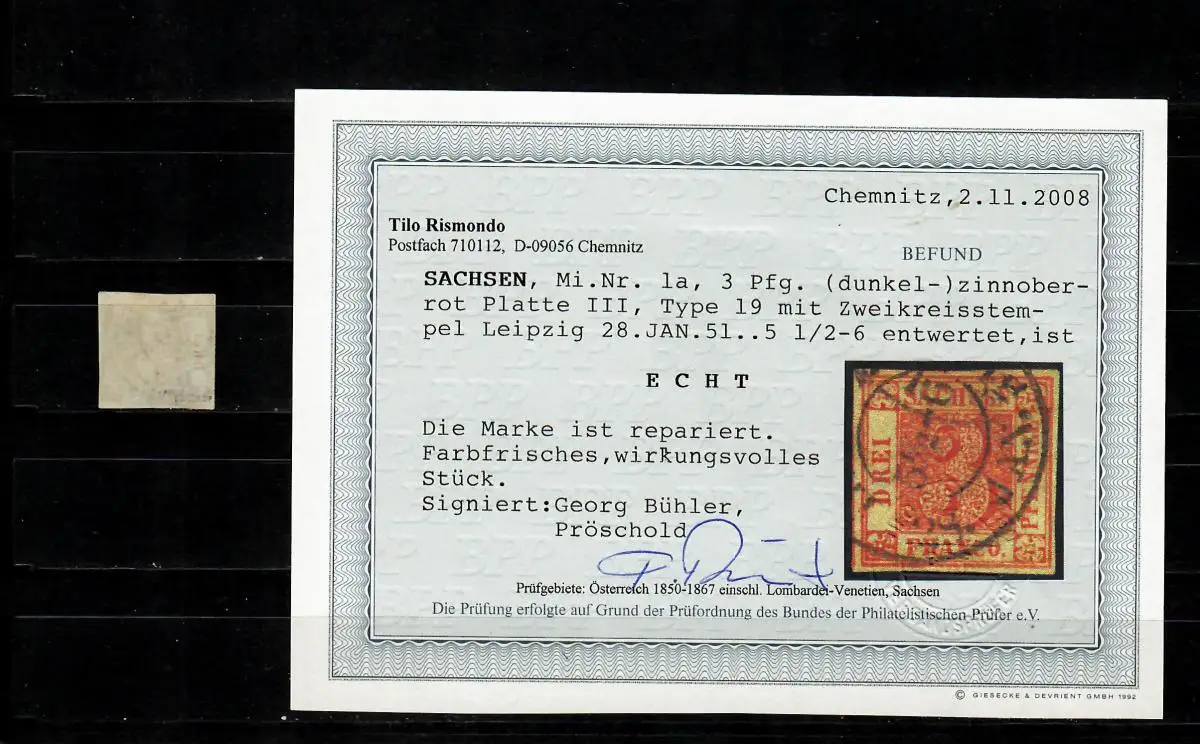 Chemnitz,2.11.2008
Tilo Rismondo
Postfach 710112, D-09056 Chemnitz
BEFUND
SACHSEN, Mi.Nr. 1a, 3 Pfg. (dunkel-)zinnober-
rot Platte III, Type 19 mit Zweikreisstem-
pel Leipzig 28.JAN.51..5 1/2-6 entwertet,ist
E C H T
Die Marke ist repariert.
Farbfrisches,wirkungsvolles
Stück.
Signiert:Georg Bühler,
Pröschold
DREI
3
FRANCO.
Prüfgebiete: Österreich 1850-1867 einschl. Lombardei-Venetien, Sachsen
Die Prüfung erfolgte auf Grund der Prüfordnung des Bundes der Philatelistischen Prüfer e.V.
© GIESECKE & DEVRIENT GMBH 1992